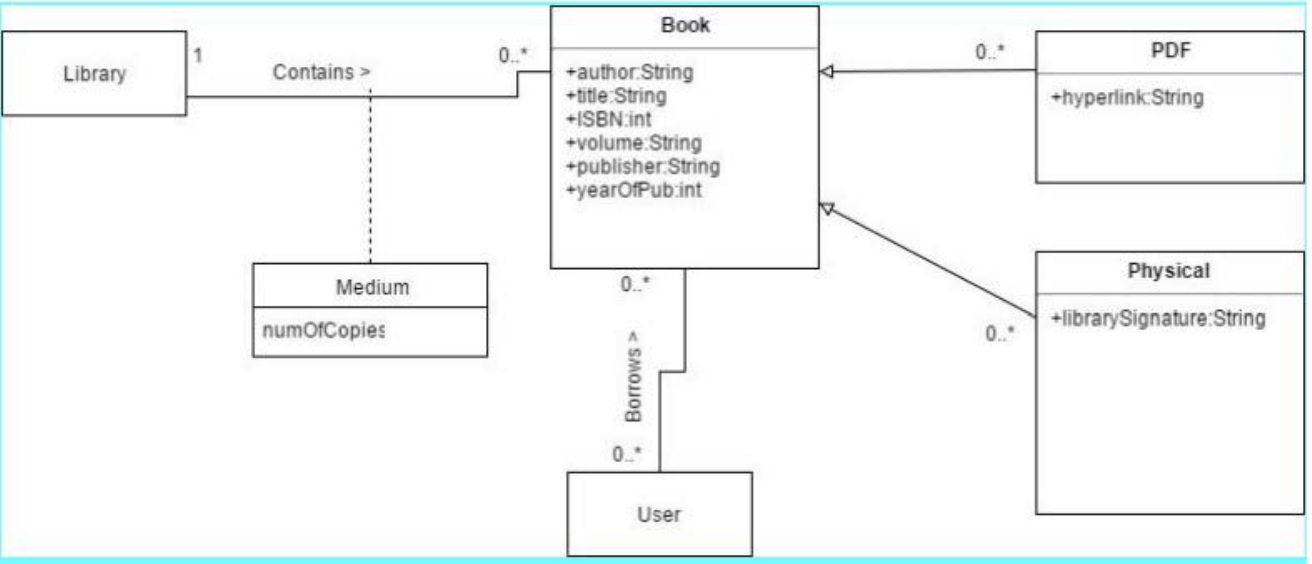 Library
1
Contains >
0..*
Medium
numOfCopies
Book
+author:String
+title:String
+ISBN:int
+volume:String
+publisher:String
+yearOfPub:int
0..*
Borrows >
0..*
User
0..*
PDF
+hyperlink:String
0..*
Physical
+librarySignature:String